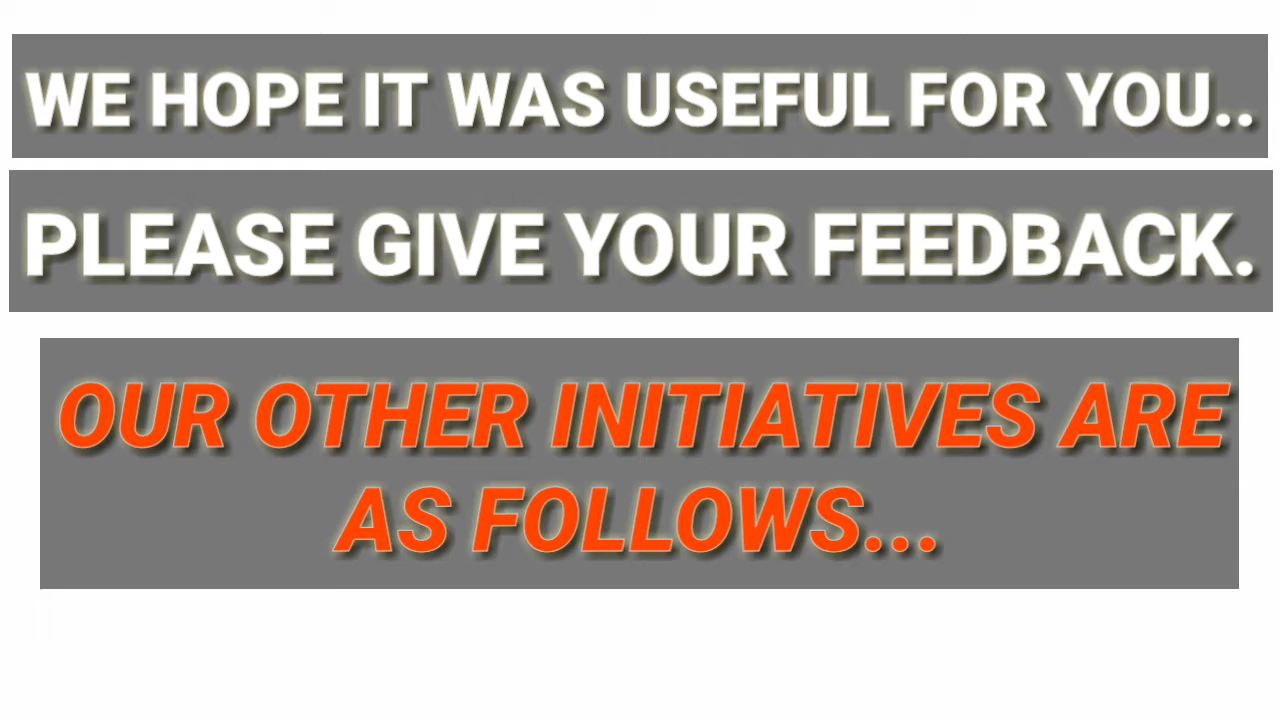 WE HOPE IT WAS USEFUL FOR YOU..
PLEASE GIVE YOUR FEEDBACK.
OUR OTHER INITIATIVES ARE
AS FOLLOWS...